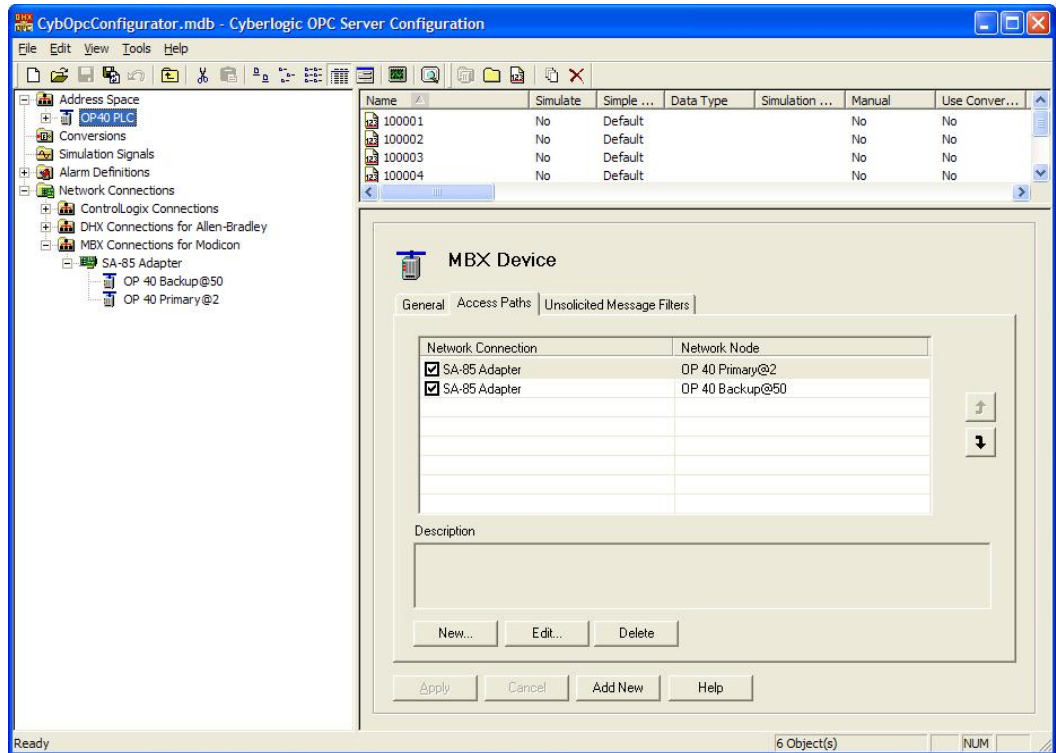 CybOpcConfigurator.mdb - Cyberlogic OPC Server Configuration
File Edit View Tools Help
Address Space
OP40 PLC
Conversions
Simulation Signals
Alarm Definitions
Network Connections
ControlLogix Connections
DHX Connections for Allen-Bradley
MBX Connections for Modicon
SA-85 Adapter
OP 40 Backup@50
OP 40 Primary@2
Name Simulate Simple ... Data Type Simulation ... Manual Use Conver...
100001 No Default No No
100002 No Default No No
100003 No Default No No
100004 No Default No No
MBX Device
General Access Paths Unsolicited Message Filters
Network Connection Network Node
SA-85 Adapter OP 40 Primary@2
SA-85 Adapter OP 40 Backup@50
Description
New... Edit... Delete
Apply Cancel Add New Help
Ready 6 Object(s) NUM